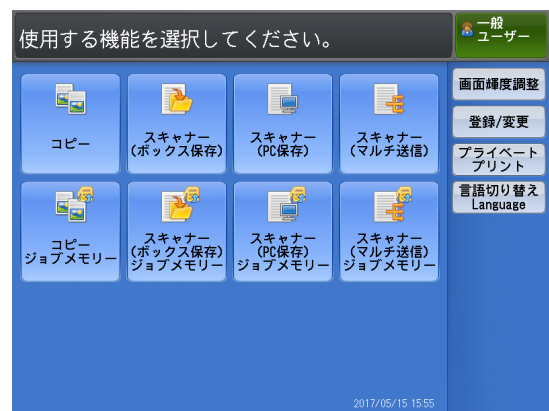 使用する機能を選択してください。
一般
ユーザー
コピー
スキャナー
(ボックス保存)
スキャナー
(PC保存)
スキャナー
(マルチ送信)
コピー
ジョブメモリー
スキャナー
(ボックス保存)
ジョブメモリー
スキャナー
(PC保存)
ジョブメモリー
スキャナー
(マルチ送信)
ジョブメモリー
画面輝度調整
登録/変更
プライベート
プリント
言語切り替え
Language
2017/05/15 15:55